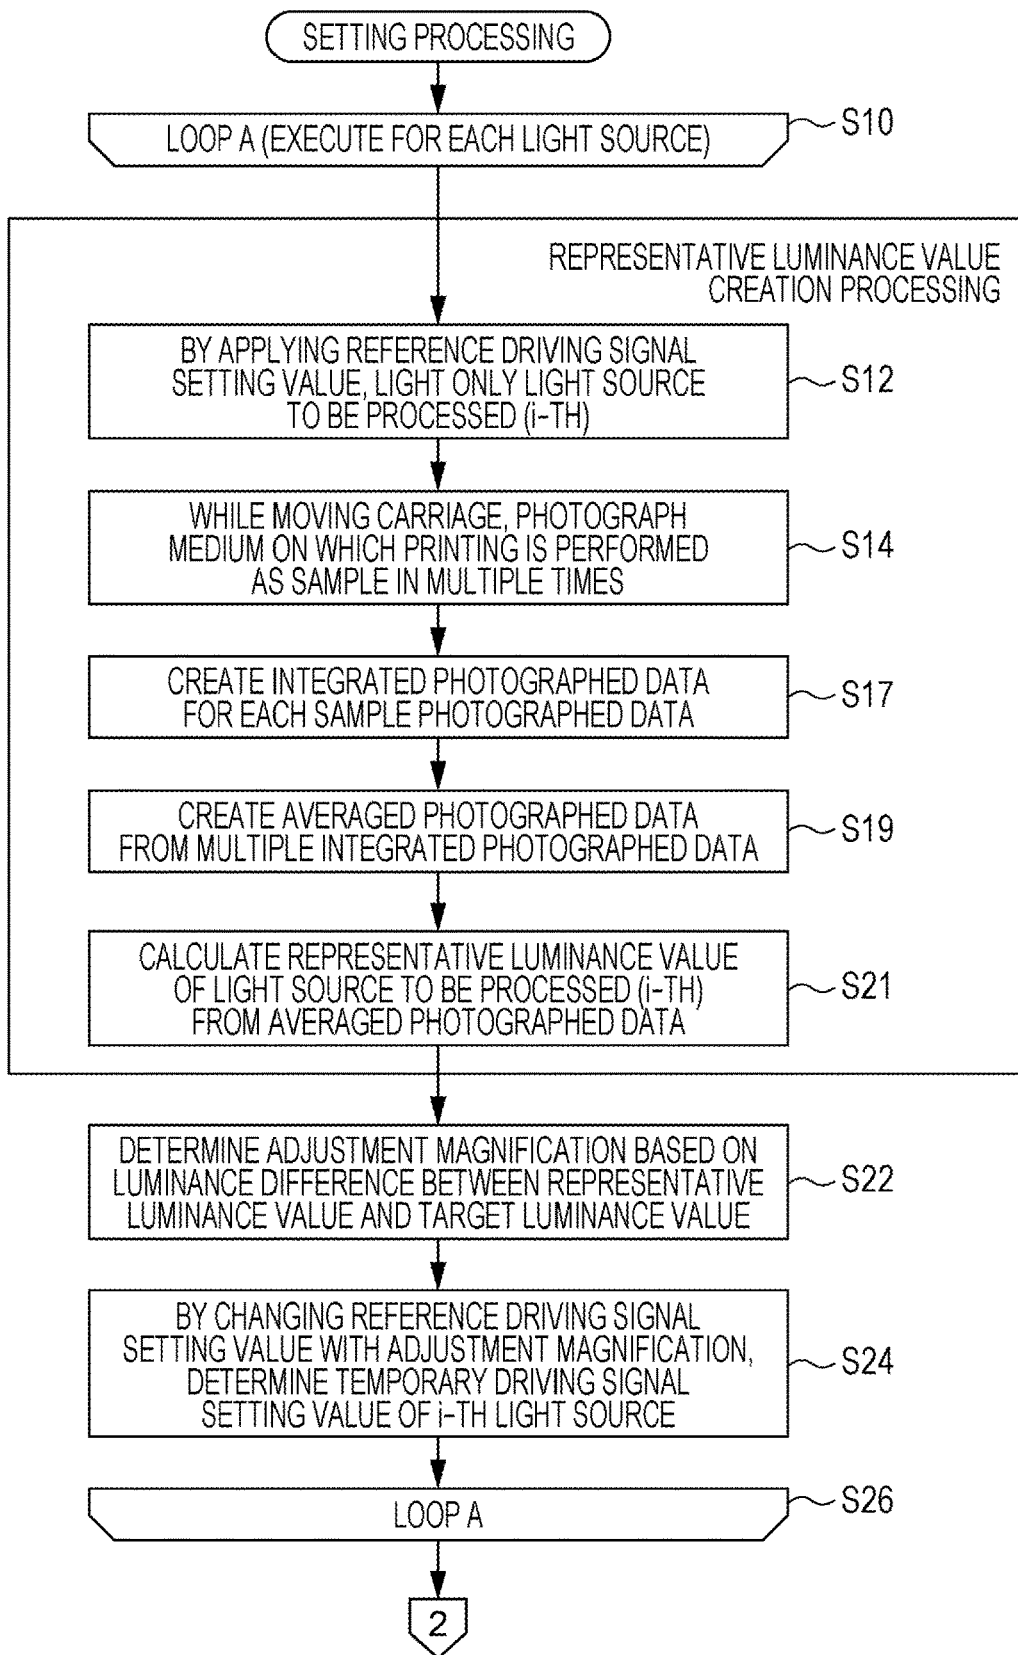 SETTING PROCESSING
LOOP A (EXECUTE FOR EACH LIGHT SOURCE)
S10
REPRESENTATIVE LUMINANCE VALUE
CREATION PROCESSING
BY APPLYING REFERENCE DRIVING SIGNAL
SETTING VALUE, LIGHT ONLY LIGHT SOURCE
TO BE PROCESSED (i-TH)
S12
WHILE MOVING CARRIAGE, PHOTOGRAPH
MEDIUM ON WHICH PRINTING IS PERFORMED
AS SAMPLE IN MULTIPLE TIMES
S14
CREATE INTEGRATED PHOTOGRAPHED DATA
FOR EACH SAMPLE PHOTOGRAPHED DATA
S17
CREATE AVERAGED PHOTOGRAPHED DATA
FROM MULTIPLE INTEGRATED PHOTOGRAPHED DATA
S19
CALCULATE REPRESENTATIVE LUMINANCE VALUE
OF LIGHT SOURCE TO BE PROCESSED (i-TH)
FROM AVERAGED PHOTOGRAPHED DATA
S21
DETERMINE ADJUSTMENT MAGNIFICATION BASED ON
LUMINANCE DIFFERENCE BETWEEN REPRESENTATIVE
LUMINANCE VALUE AND TARGET LUMINANCE VALUE
S22
BY CHANGING REFERENCE DRIVING SIGNAL
SETTING VALUE WITH ADJUSTMENT MAGNIFICATION,
DETERMINE TEMPORARY DRIVING SIGNAL
SETTING VALUE OF i-TH LIGHT SOURCE
S24
LOOP A
S26
2